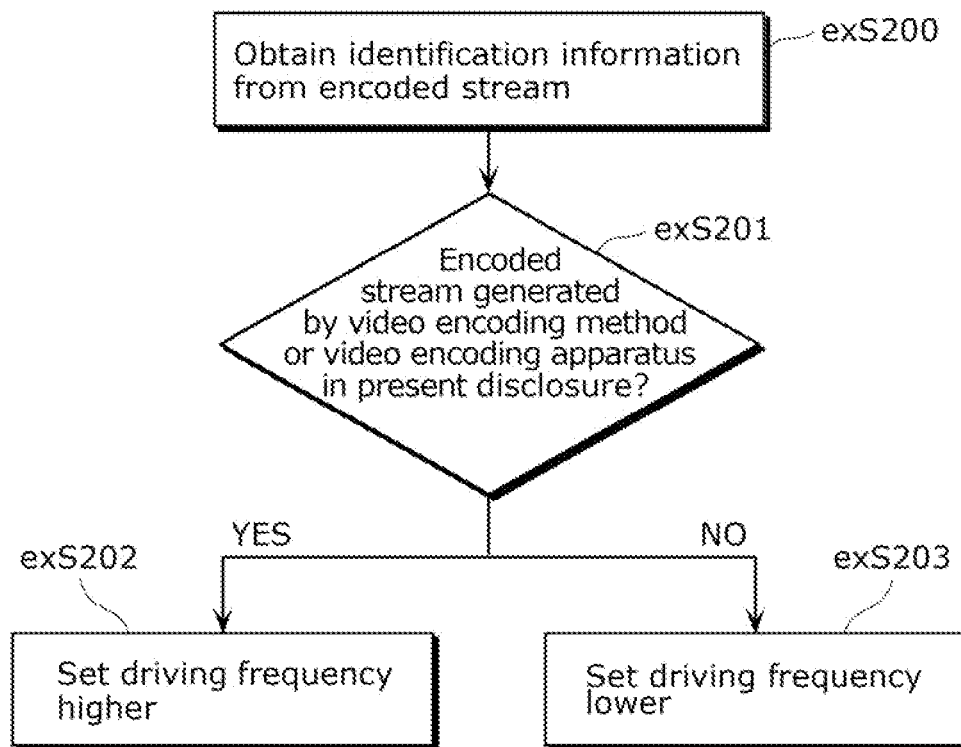 exS200
Obtain identification information
from encoded stream
exS201
Encoded
stream generated
by video encoding method
or video encoding apparatus
in present disclosure?
YES
NO
exS202
exS203
Set driving frequency
higher
Set driving frequency
lower